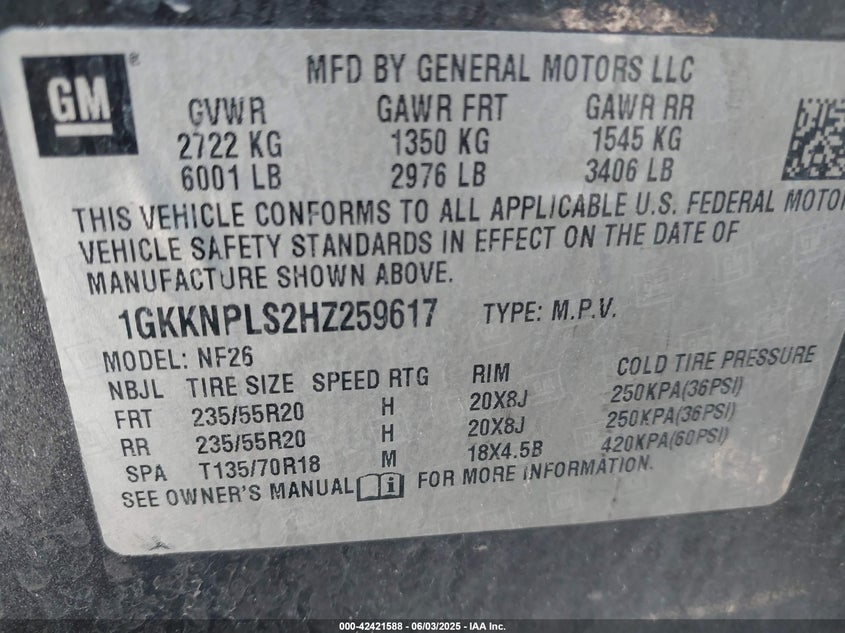 GM®
MFD BY GENERAL MOTORS LLC
GVWR GAWR FRT GAWR RR
2722 KG 1350 KG 1545 KG
6001 LB 2976 LB 3406 LB
THIS VEHICLE CONFORMS TO ALL APPLICABLE U.S. FEDERAL MOTOR
VEHICLE SAFETY STANDARDS IN EFFECT ON THE DATE OF
MANUFACTURE SHOWN ABOVE.
1GKKNPLS2HZ259617 TYPE: M.P.V.
MODEL: NF26
NBJL TIRE SIZE SPEED RTG RIM COLD TIRE PRESSURE
FRT 235/55R20 H 20X8J 250KPA(36PSI)
RR 235/55R20 H 20X8J 250KPA(36PSI)
SPA T135/70R18 M 18X4.5B 420KPA(60PSI)
SEE OWNER'S MANUAL i FOR MORE INFORMATION.
000-42421588 - 06/03/2025 - IAA Inc.